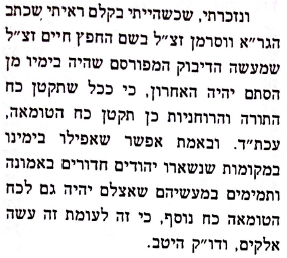 ונזכרתי, שכשהייתי בקלם ראיתי שכתב
הגר״א ווסרמן זצ״ל בשם החפץ חיים זצ״ל
שמעשה הדיבוק המפורסם שהיה בימיו מן
הסתם יהיה האחרון, כי ככל שתקטן כח
התורה והרוחניות כן תקטן כח הטומאה,
עכת״ד. ובאמת אפשר שאפילו בימינו
במקומות שנשארו יהודים חדורים באמונה
ותמימים במעשיהם שאצלם יהיה גם לכח
הטומאה כח נוסף, כי זה לעומת זה עשה
אלקים, ודו״ק היטב.